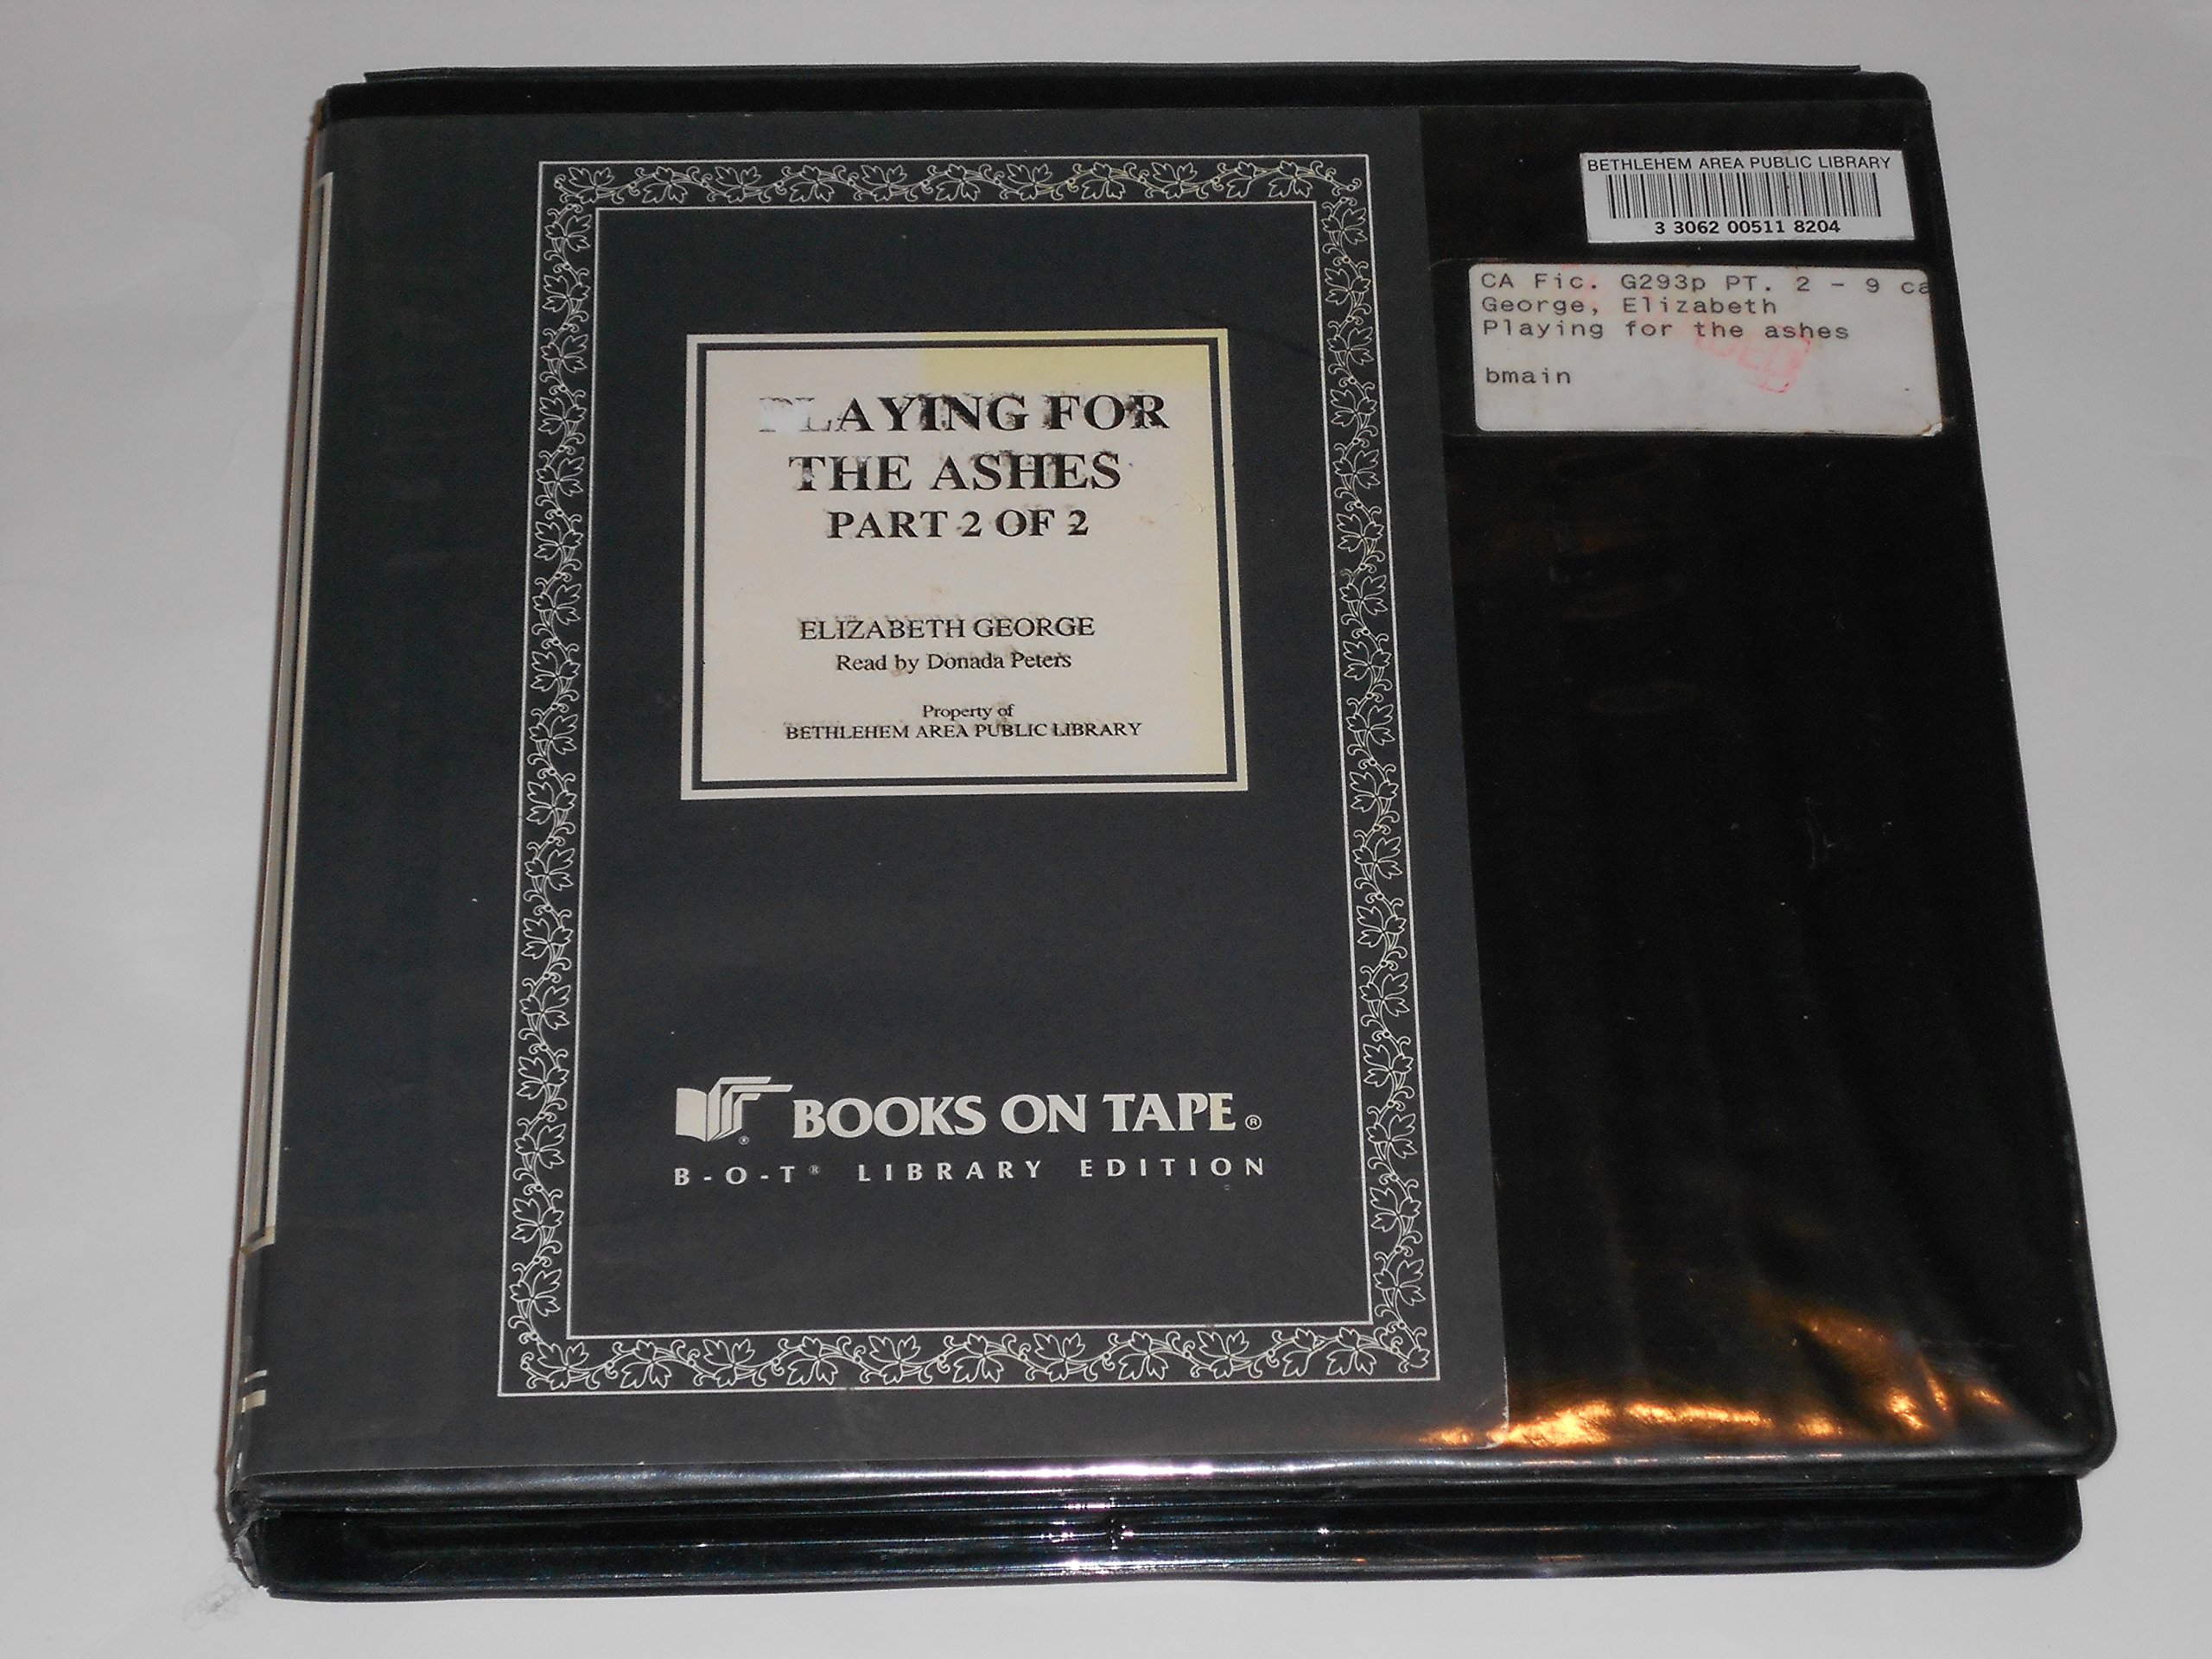 BETHLEHEM AREA PUBLIC LIBRARY
3 3062 00511 8204
CA Fic. G293p PT. 2 - 9 ca
George, Elizabeth
Playing for the ashes
bmain
PLAYING FOR
THE ASHES
PART 2 OF 2
ELIZABETH GEORGE
Read by Donada Peters
Property of
BETHLEHEM AREA PUBLIC LIBRARY
BOOKS ON TAPE®
B-O-T® LIBRARY EDITION